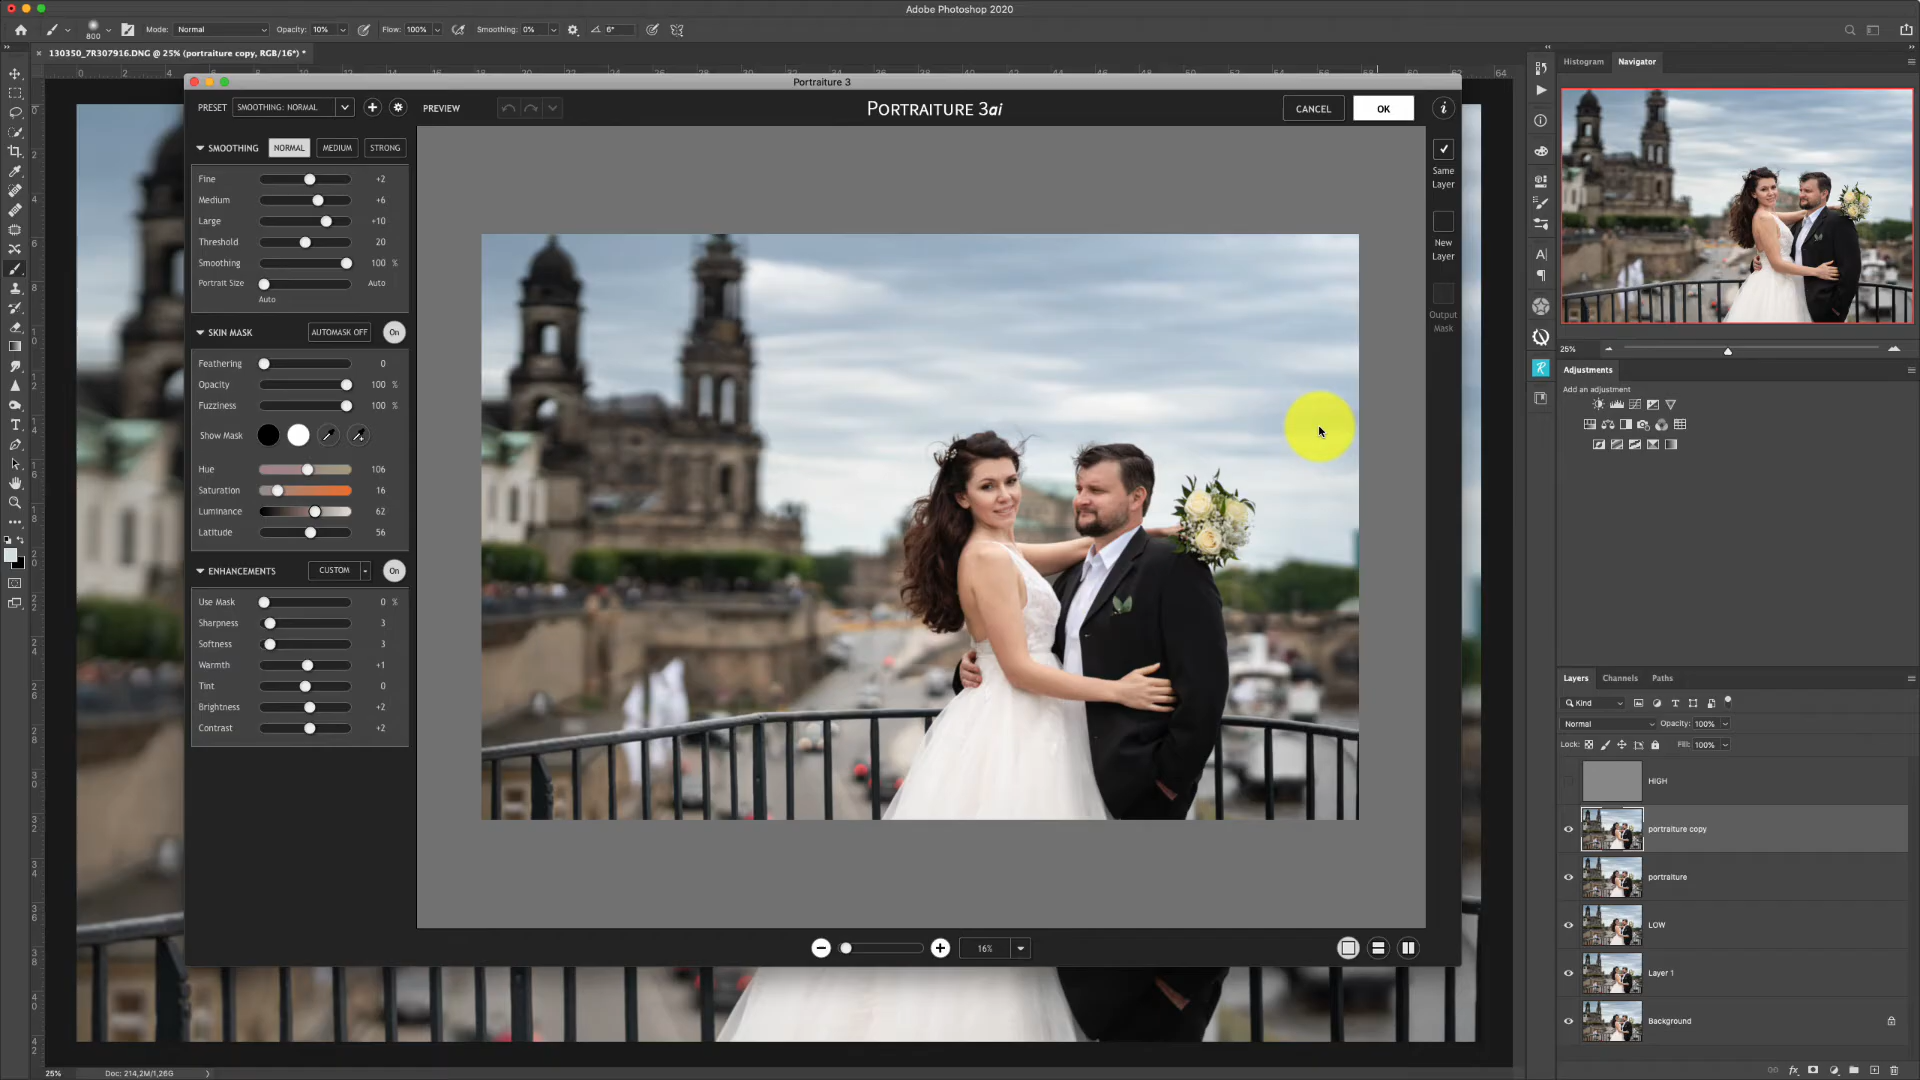 Adobe Photoshop 2020
Mode: Normal Opacity: 10% Flow: 100% Smoothing: 0% 6°
800
130350_7R307916.DNG @ 25% (portraiture copy, RGB/16*) *
Portraiture 3
PRESET SMOOTHING: NORMAL PREVIEW
PORTRAITURE 3ai
CANCEL OK
SMOOTHING NORMAL MEDIUM STRONG
Fine +2
Medium +6
Large +10
Threshold 20
Smoothing 100 %
Portrait Size Auto
Auto
SKIN MASK AUTOMASK OFF On
Feathering 0
Opacity 100 %
Fuzziness 100 %
Show Mask
Hue 106
Saturation 16
Luminance 62
Latitude 56
ENHANCEMENTS CUSTOM On
Use Mask 0 %
Sharpness 3
Softness 3
Warmth +1
Tint 0
Brightness +2
Contrast +2
Same
Layer
New
Layer
Output
Mask
16%
Histogram Navigator
25%
Adjustments
Add an adjustment
Layers Channels Paths
Kind
Normal Opacity: 100%
Lock: Fill: 100%
HIGH
portraiture copy
portraiture
LOW
Layer 1
Background
25% Doc: 214,2M/1,26G